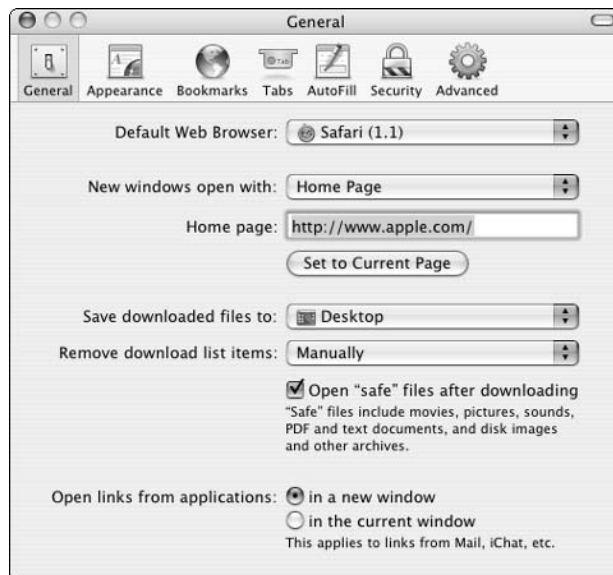 General
General Appearance Bookmarks Tabs AutoFill Security Advanced
Default Web Browser: Safari (1.1)
New windows open with: Home Page
Home page: http://www.apple.com/
Set to Current Page
Save downloaded files to: Desktop
Remove download list items: Manually
Open “safe” files after downloading
“Safe” files include movies, pictures, sounds,
PDF and text documents, and disk images
and other archives.
Open links from applications: in a new window
in the current window
This applies to links from Mail, iChat, etc.